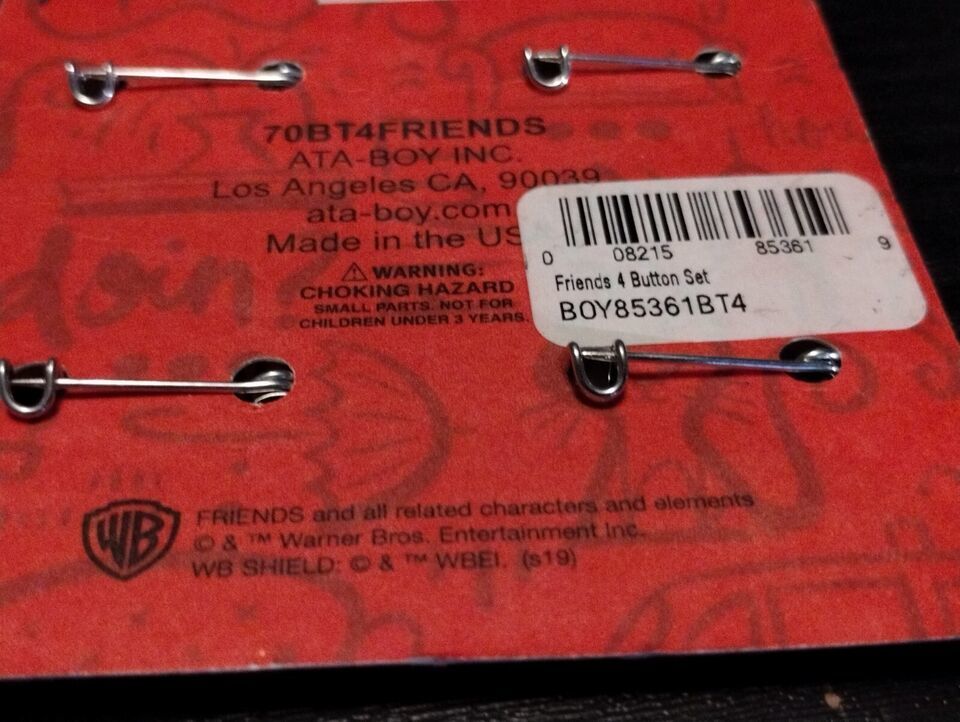 70BT4FRIENDS
ATA-BOY INC.
Los Angeles CA, 90039
ata-boy.com
Made in the US
⚠ WARNING:
CHOKING HAZARD
SMALL PARTS. NOT FOR
CHILDREN UNDER 3 YEARS.
0 08215 85361 9
Friends 4 Button Set
BOY85361BT4
WB
FRIENDS and all related characters and elements
© & ™ Warner Bros. Entertainment Inc.
WB SHIELD: © & ™ WBEI. (s19)